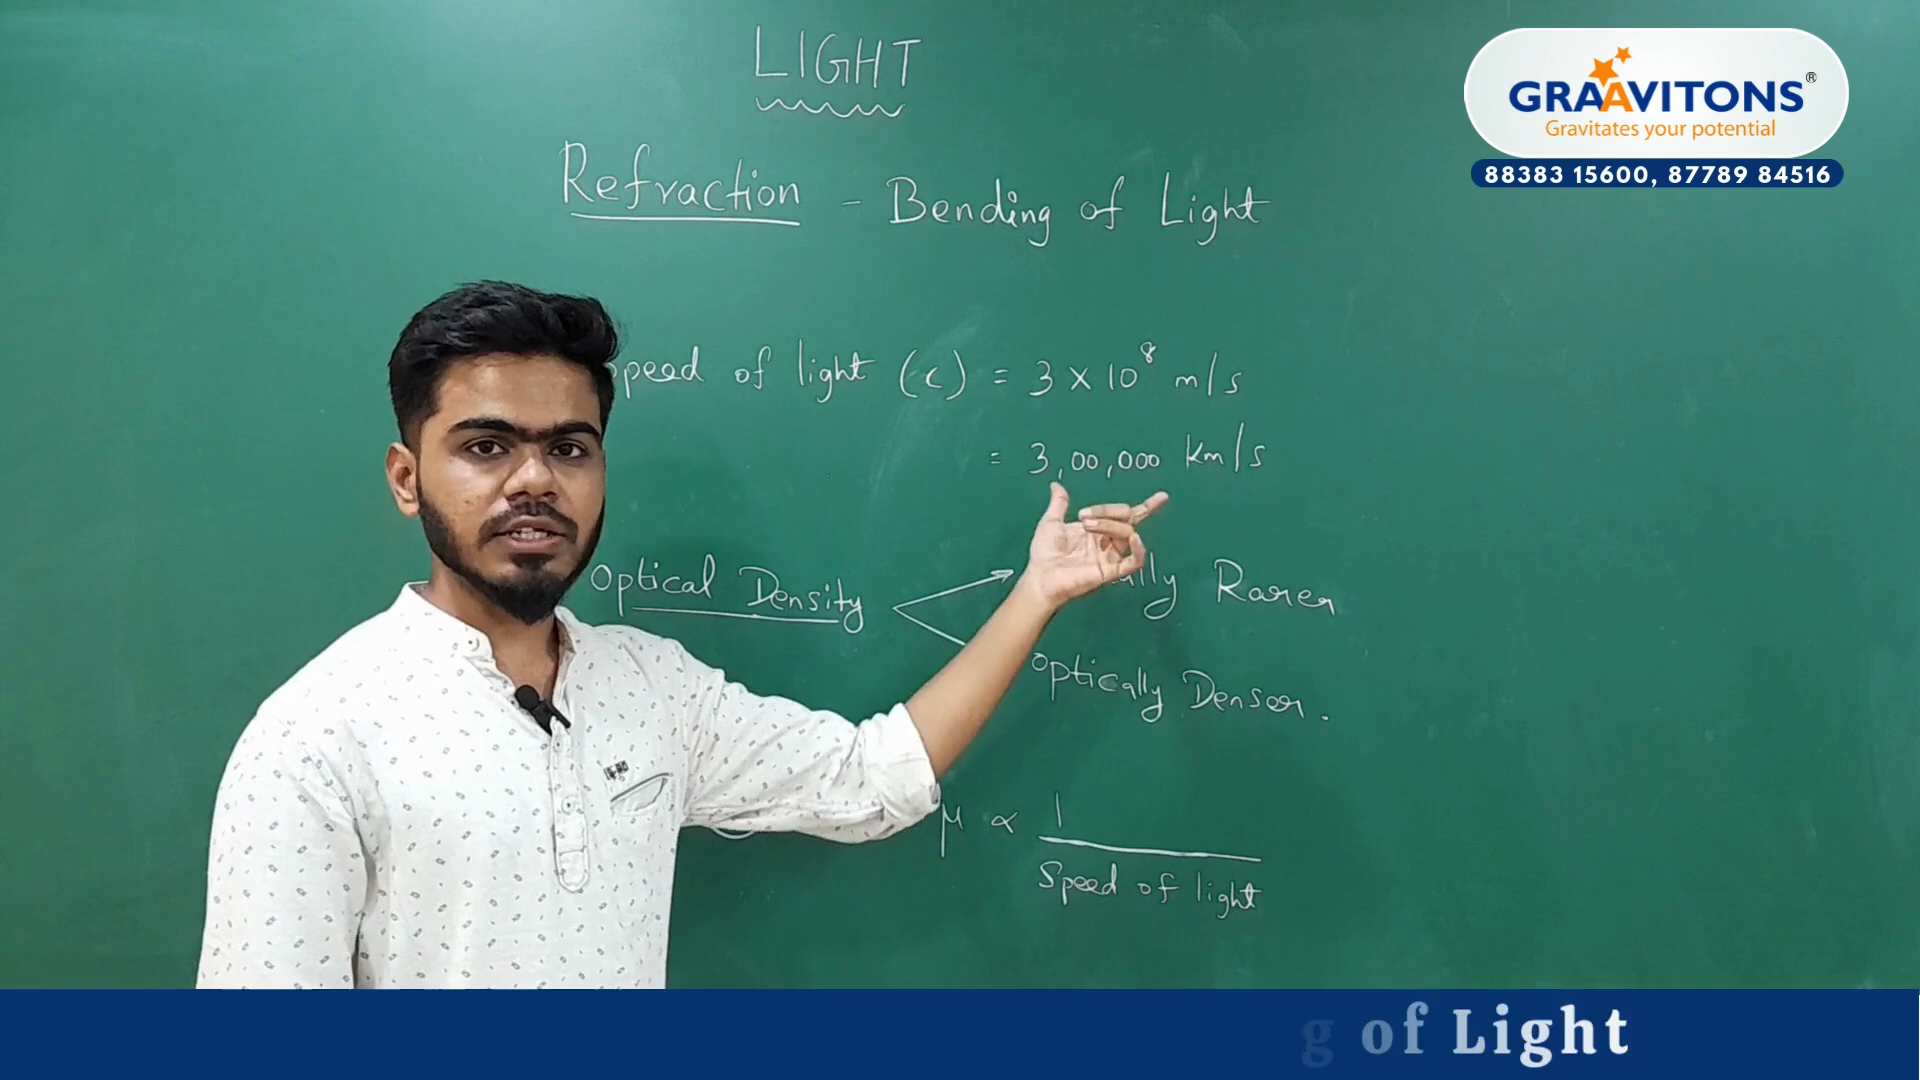 LIGHT
GRAAVITONS®
Gravitates your potential
88383 15600, 87789 84516
Refraction - Bending of Light
speed of light (c) = 3 × 10⁸ m/s
= 3,00,000 km/s
Optical Density
Rarer
Optically Denser.
μ ∝ 1
Speed of light
g of Light